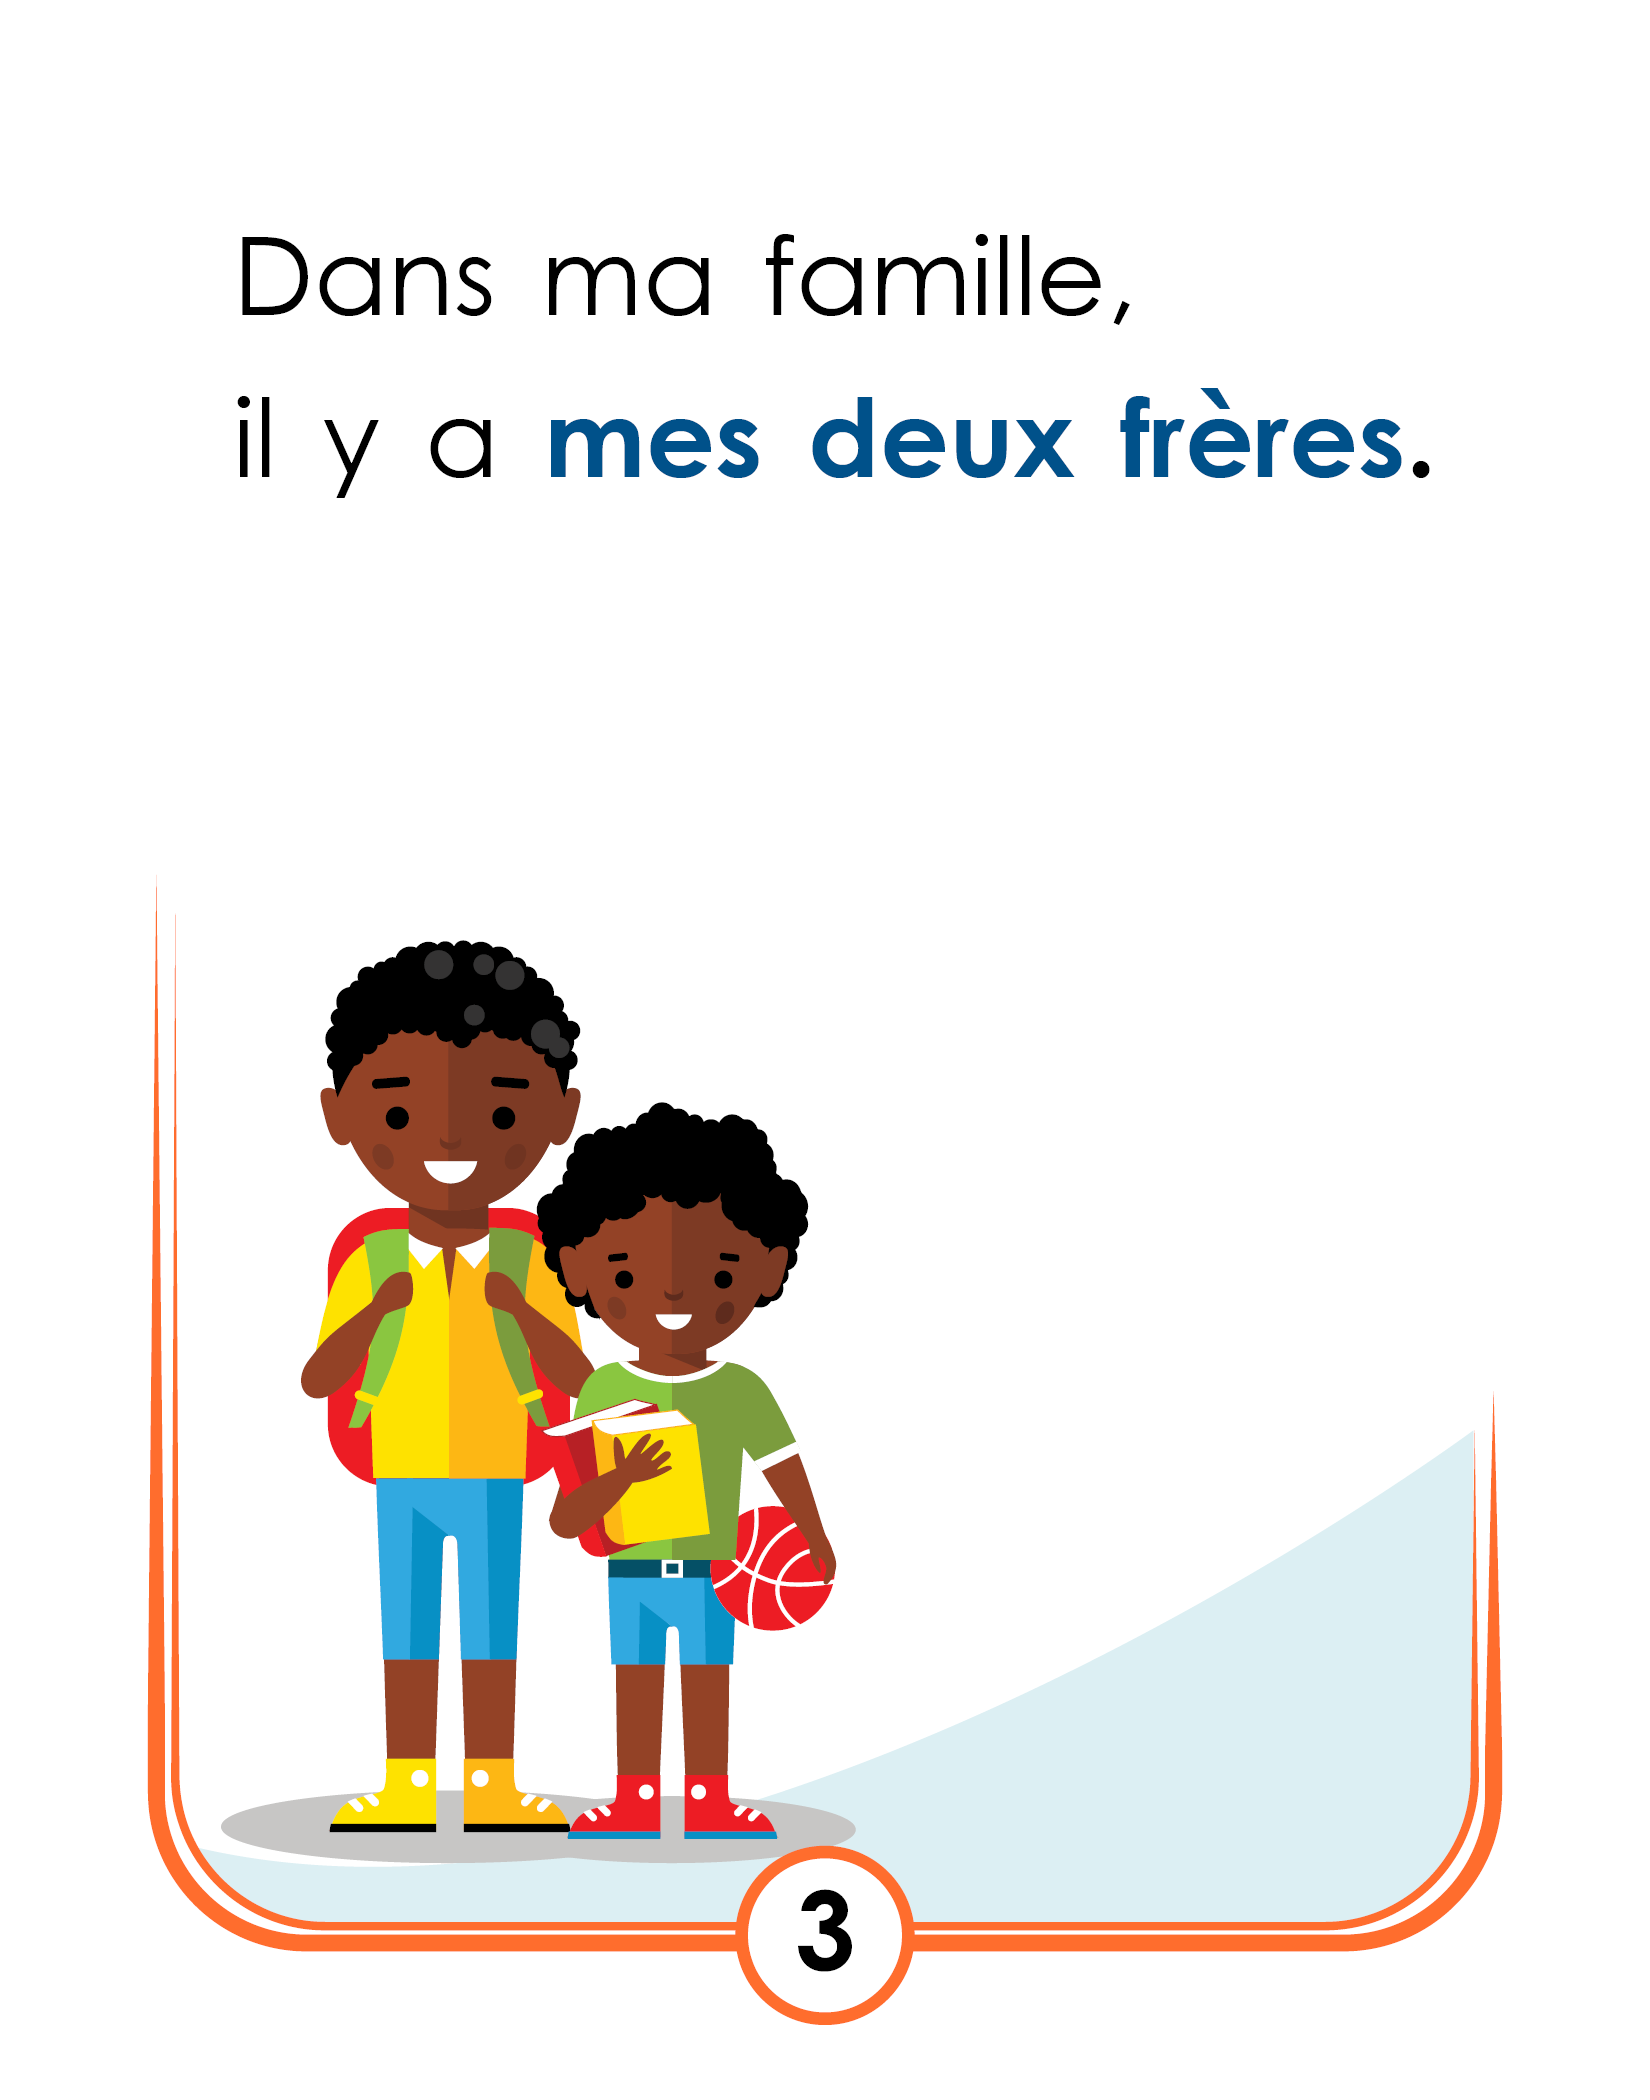 Dans ma famille,
il y a mes deux frères.
3